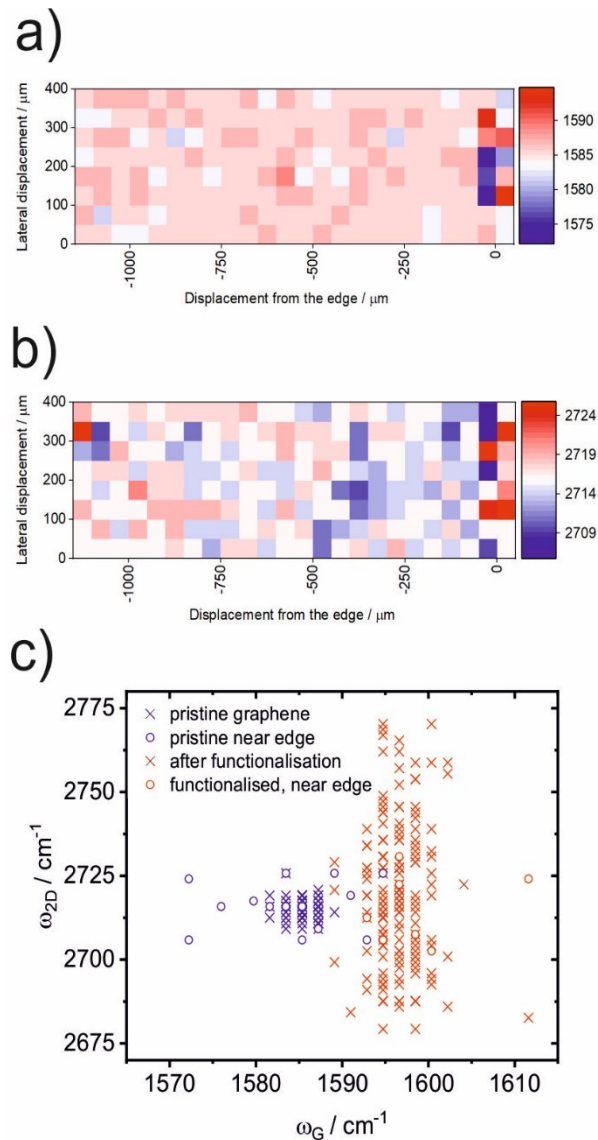 a)
400
300
200
100
0
Lateral displacement / μm
-1000
-750
-500
-250
0
Displacement from the edge / μm
1590
1585
1580
1575
b)
400
300
200
100
0
Lateral displacement / μm
-1000
-750
-500
-250
0
Displacement from the edge / μm
2724
2719
2714
2709
c)
2775
2750
2725
2700
2675
ω2D / cm-1
pristine graphene
pristine near edge
after functionalisation
functionalised, near edge
1570
1580
1590
1600
1610
ωG / cm-1